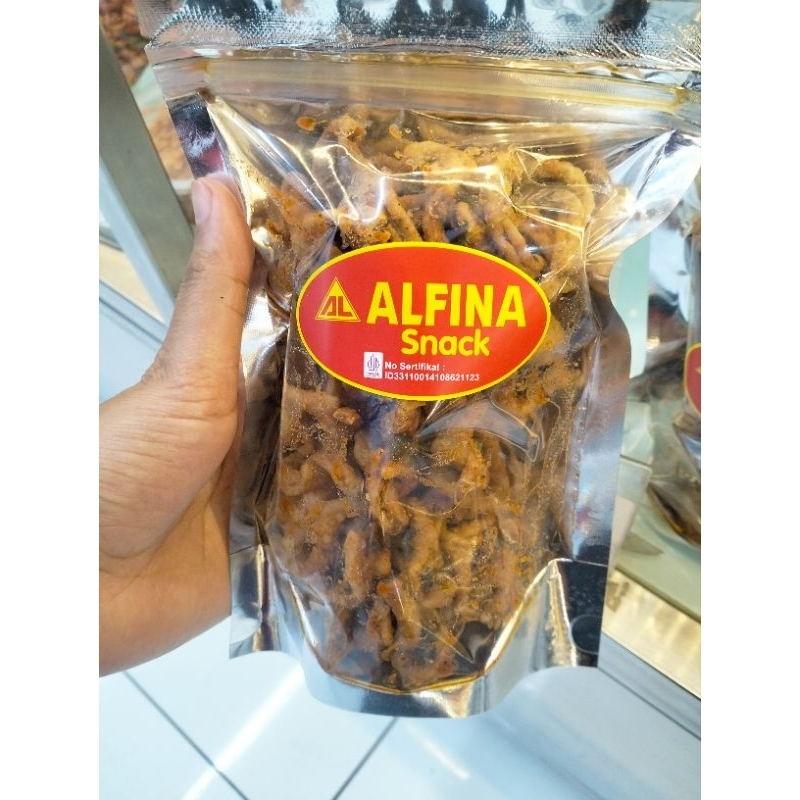 AL
ALFINA
Snack
No Sertifikat :
ID33110014108621123